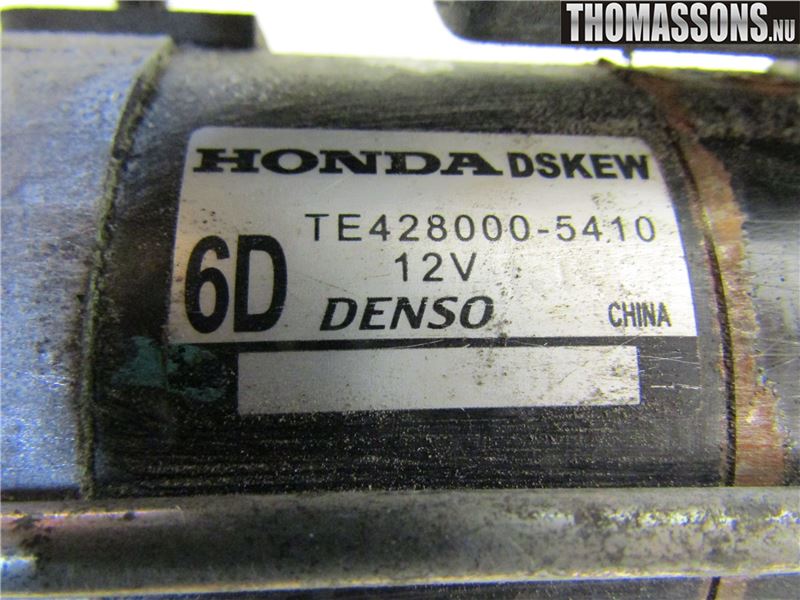 THOMASSONS.NU
HONDA DSKEW
TE428000-5410
6D
12V
DENSO
CHINA